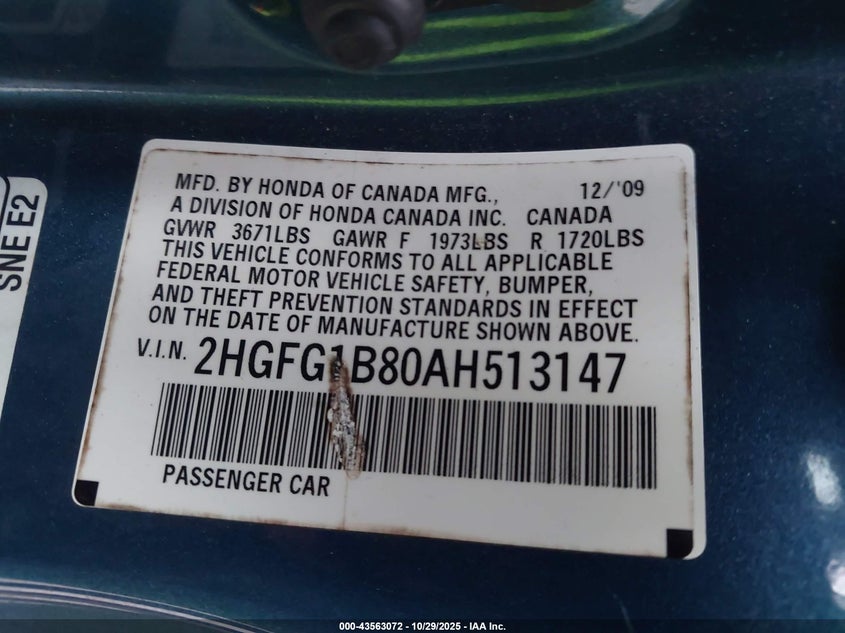 MFD. BY HONDA OF CANADA MFG., 12/'09
A DIVISION OF HONDA CANADA INC. CANADA
GVWR 3671LBS GAWR F 1973LBS R 1720LBS
THIS VEHICLE CONFORMS TO ALL APPLICABLE
FEDERAL MOTOR VEHICLE SAFETY, BUMPER,
AND THEFT PREVENTION STANDARDS IN EFFECT
ON THE DATE OF MANUFACTURE SHOWN ABOVE.
V.I.N. 2HGFG1B80AH513147
PASSENGER CAR
SNE E2
000-43563072 - 10/29/2025 - IAA Inc.